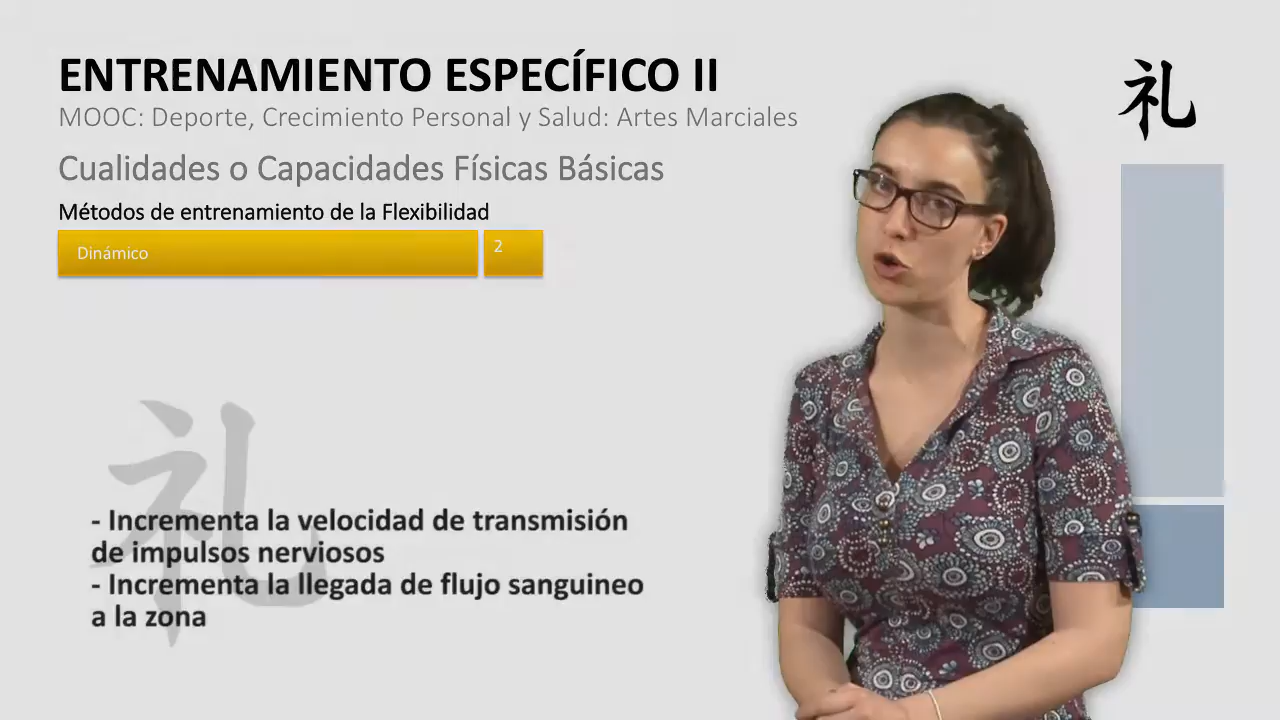 ENTRENAMIENTO ESPECÍFICO II
MOOC: Deporte, Crecimiento Personal y Salud: Artes Marciales
Cualidades o Capacidades Físicas Básicas
Métodos de entrenamiento de la Flexibilidad
Dinámico
2
礼
礼
- Incrementa la velocidad de transmisión
de impulsos nerviosos
- Incrementa la llegada de flujo sanguineo
a la zona